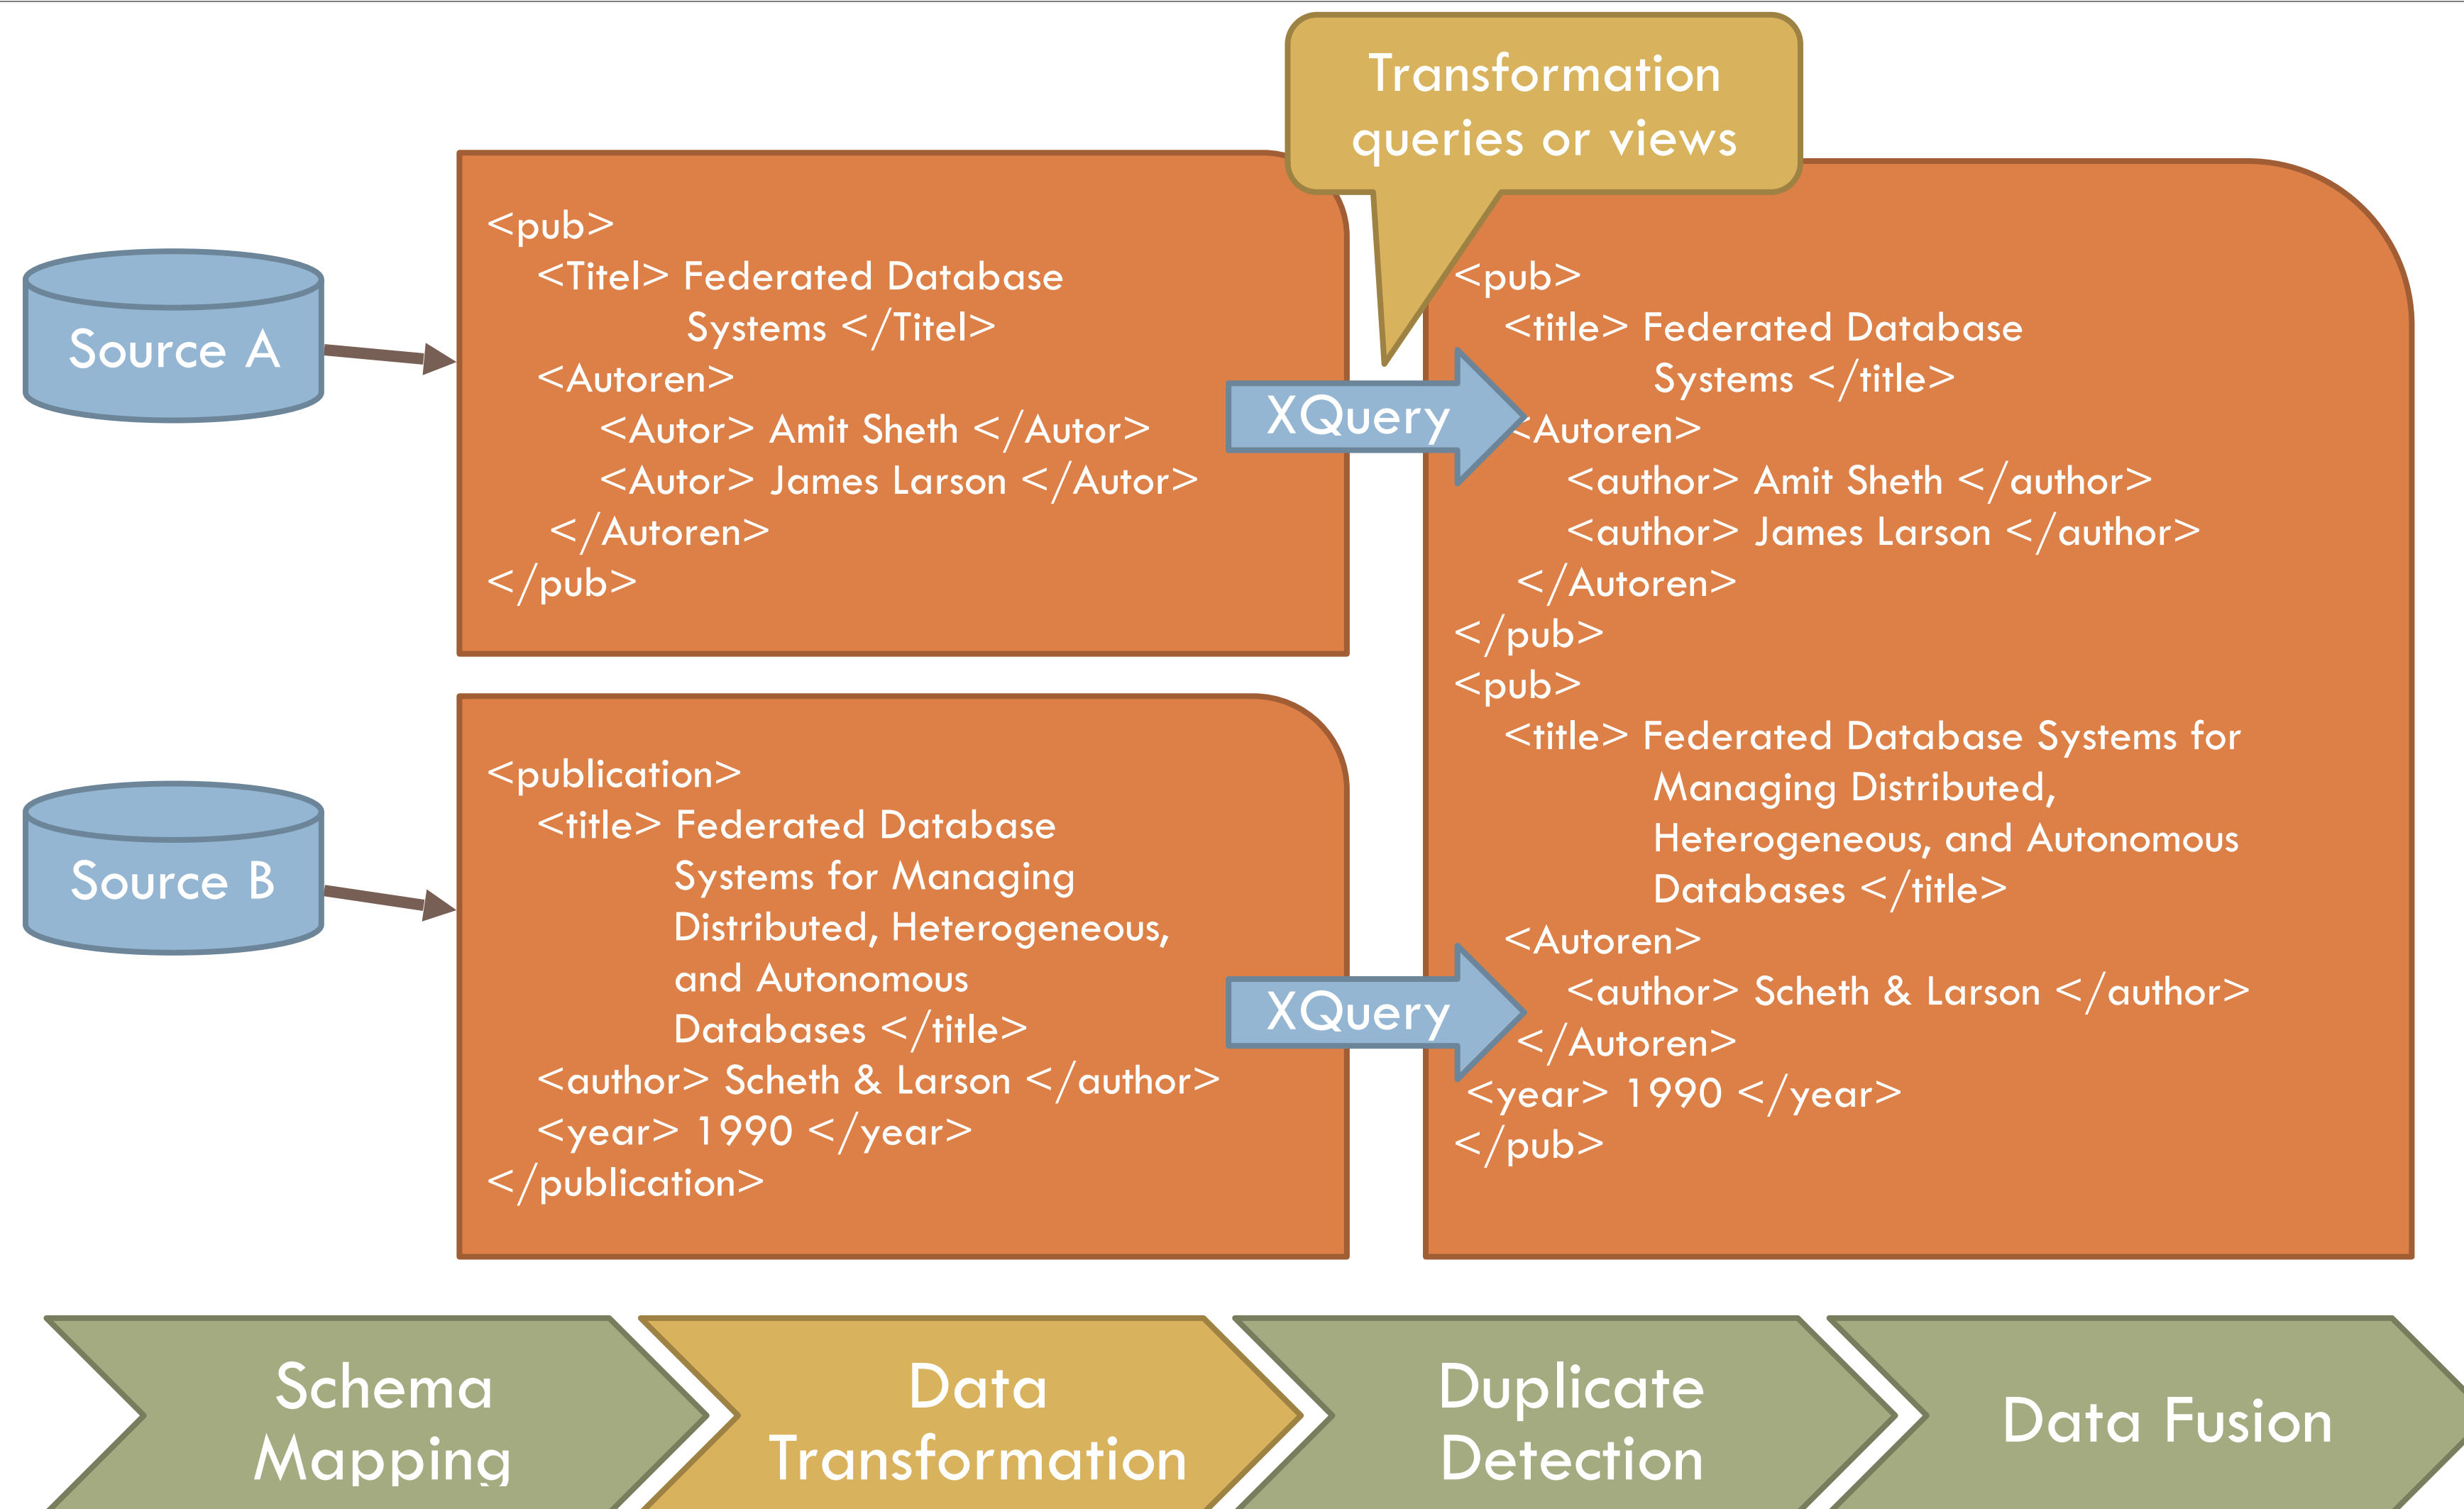 Transformation
queries or views
Source A
<pub>
<Titel> Federated Database
Systems </Titel>
<Autoren>
<Autor> Amit Sheth </Autor>
<Autor> James Larson </Autor>
</Autoren>
</pub>
Source B
<publication>
<title> Federated Database
Systems for Managing
Distributed, Heterogeneous,
and Autonomous
Databases </title>
<author> Scheth & Larson </author>
<year> 1990 </year>
</publication>
XQuery
XQuery
<pub>
<title> Federated Database
Systems </title>
<Autoren>
<author> Amit Sheth </author>
<author> James Larson </author>
</Autoren>
</pub>
<pub>
<title> Federated Database Systems for
Managing Distributed,
Heterogeneous, and Autonomous
Databases </title>
<Autoren>
<author> Scheth & Larson </author>
</Autoren>
<year> 1990 </year>
</pub>
Schema
Mapping
Data
Transformation
Duplicate
Detection
Data Fusion